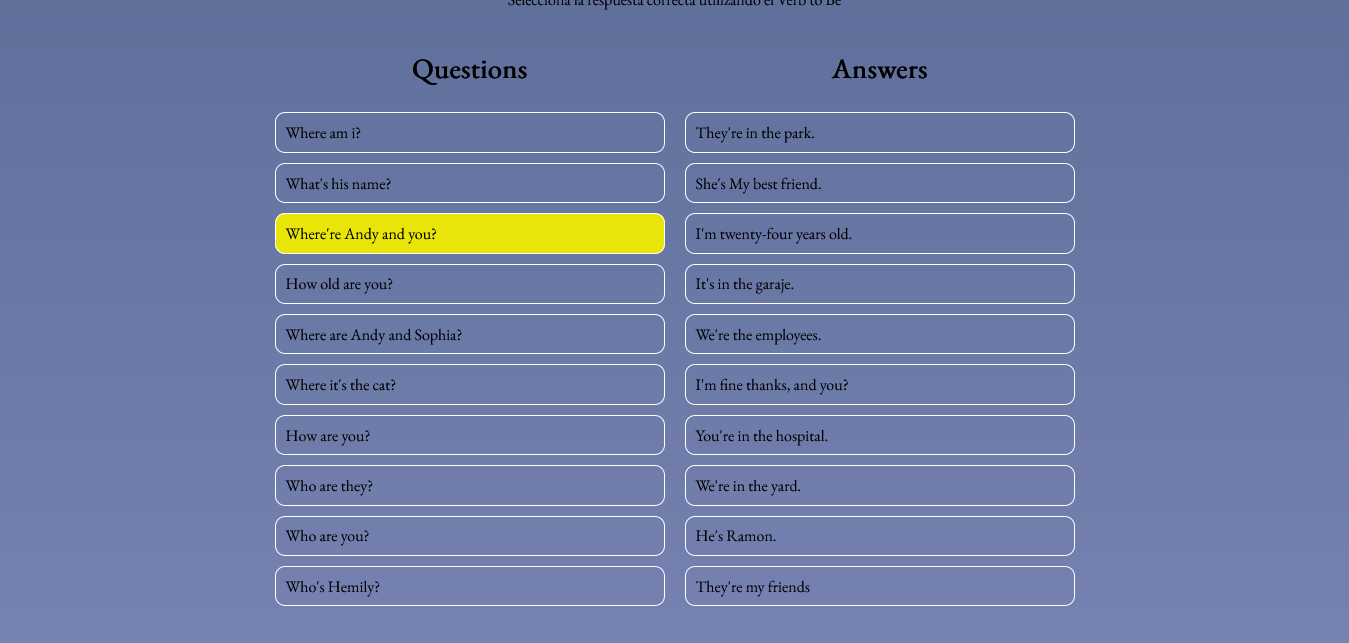 Selecciona la respuesta correcta utilizando el Verb to Be
Questions
Answers
Where am i?
They're in the park.
What's his name?
She's My best friend.
Where're Andy and you?
I'm twenty-four years old.
How old are you?
It's in the garaje.
Where are Andy and Sophia?
We're the employees.
Where it's the cat?
I'm fine thanks, and you?
How are you?
You're in the hospital.
Who are they?
We're in the yard.
Who are you?
He's Ramon.
Who's Hemily?
They're my friends